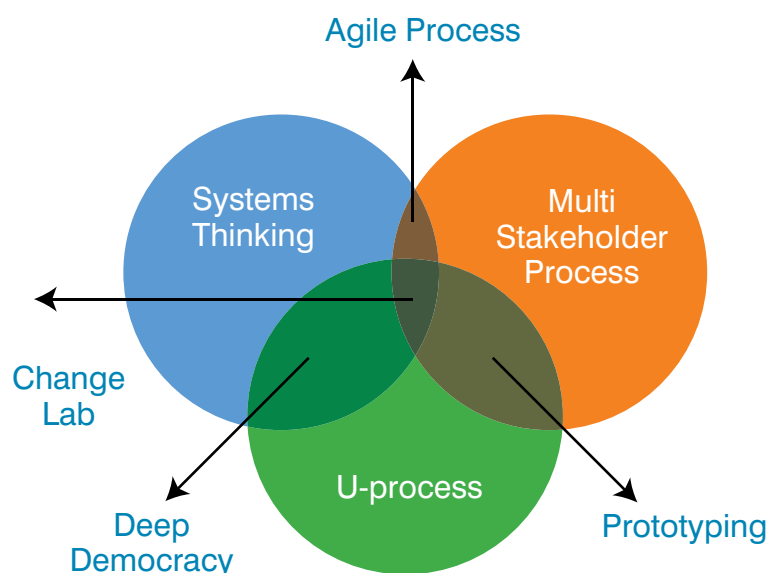 Agile Process
Systems
Thinking
Multi
Stakeholder
Process
Change
Lab
U-process
Deep
Democracy
Prototyping